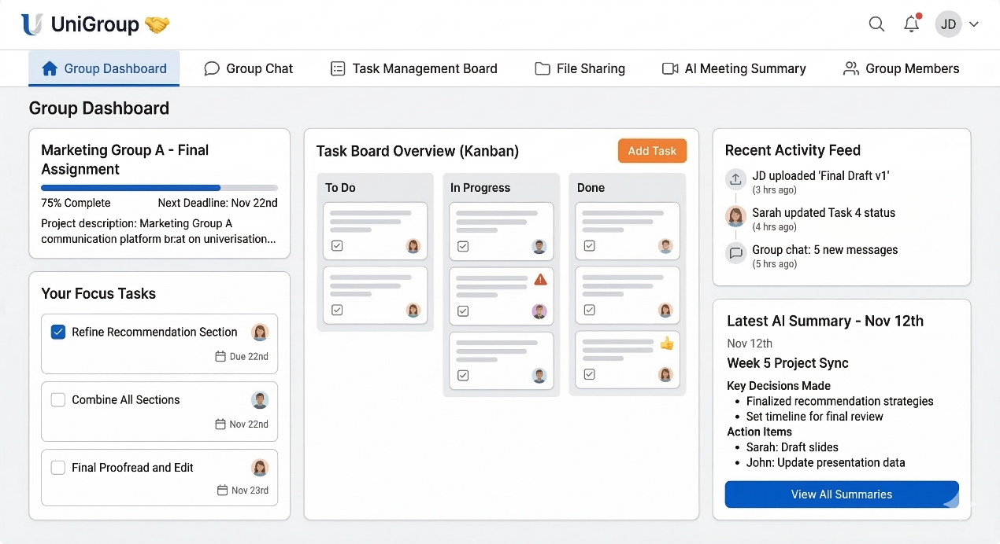 UniGroup
JD
Group Dashboard
Group Chat
Task Management Board
File Sharing
AI Meeting Summary
Group Members
Group Dashboard
Marketing Group A - Final
Assignment
75% Complete
Next Deadline: Nov 22nd
Project description: Marketing Group A
communication platform br:at on univerisation...
Your Focus Tasks
Refine Recommendation Section
Due 22nd
Combine All Sections
Nov 22nd
Final Proofread and Edit
Nov 23rd
Task Board Overview (Kanban)
Add Task
To Do
In Progress
Done
Recent Activity Feed
JD uploaded 'Final Draft v1'
(3 hrs ago)
Sarah updated Task 4 status
(4 hrs ago)
Group chat: 5 new messages
(5 hrs ago)
Latest AI Summary - Nov 12th
Nov 12th
Week 5 Project Sync
Key Decisions Made
• Finalized recommendation strategies
• Set timeline for final review
Action Items
• Sarah: Draft slides
• John: Update presentation data
View All Summaries